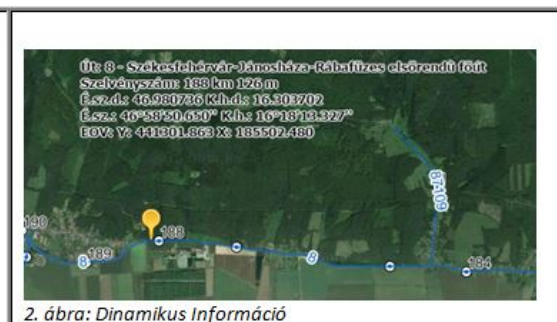 Út: 8 - Székesfehérvár-Jánosháza-Rábafüzes elsőrendű főút
Szelvényszám: 188 km 126 m
É.sz.d.: 46.980736 K.h.d.: 16.303702
É.sz.: 46°58'50.650'' K.h.: 16°18'13.327''
EOV: Y: 441301.863 X: 185502.480
87-109
190
188
189
8
8
184
2. ábra: Dinamikus Információ